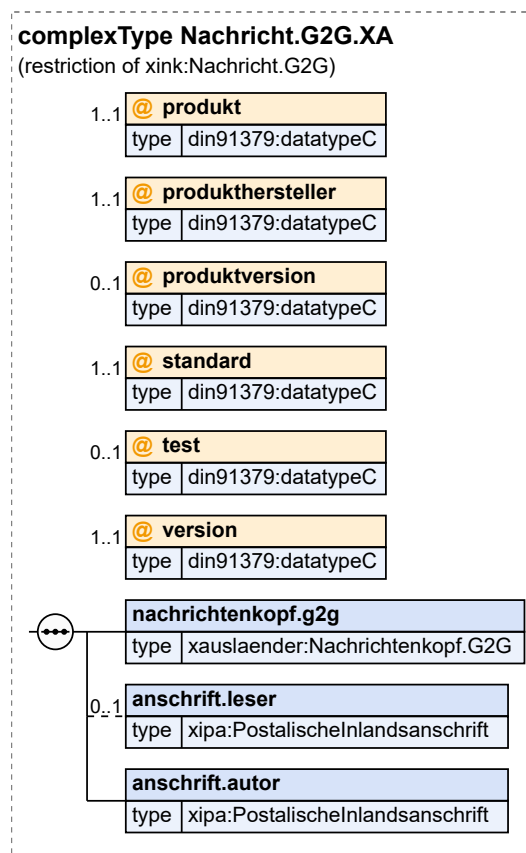 complexType Nachricht.G2G.XA
(restriction of xink:Nachricht.G2G)
1..1 @ produkt
type din91379:datatypeC
1..1 @ produkthersteller
type din91379:datatypeC
0..1 @ produktversion
type din91379:datatypeC
1..1 @ standard
type din91379:datatypeC
0..1 @ test
type din91379:datatypeC
1..1 @ version
type din91379:datatypeC
nachrichtenkopf.g2g
type xauslaender:Nachrichtenkopf.G2G
0..1 anschrift.leser
type xipa:PostalischeInlandsanschrift
anschrift.autor
type xipa:PostalischeInlandsanschrift